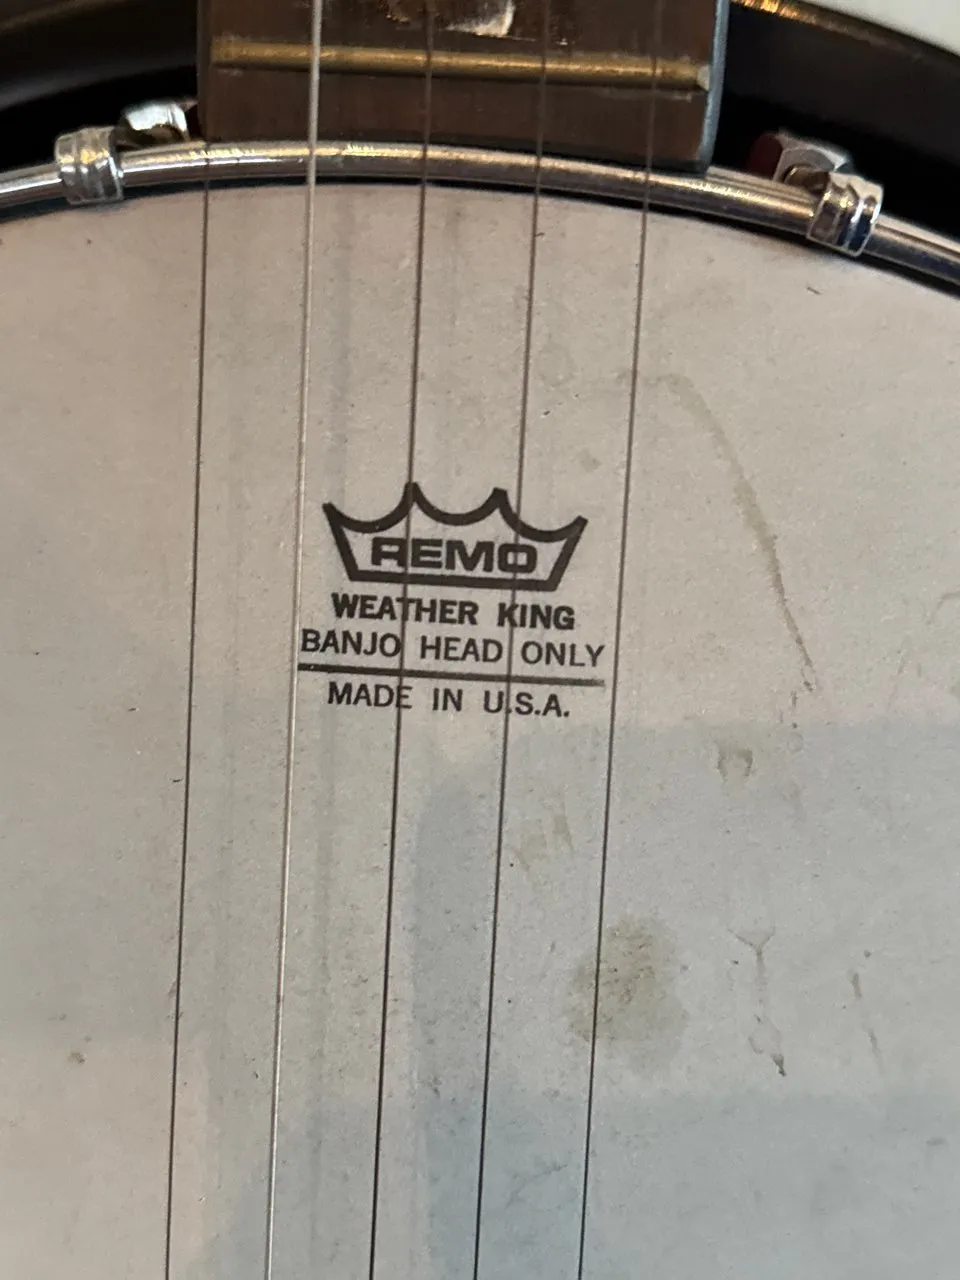 REMO
WEATHER KING
BANJO HEAD ONLY
MADE IN U.S.A.